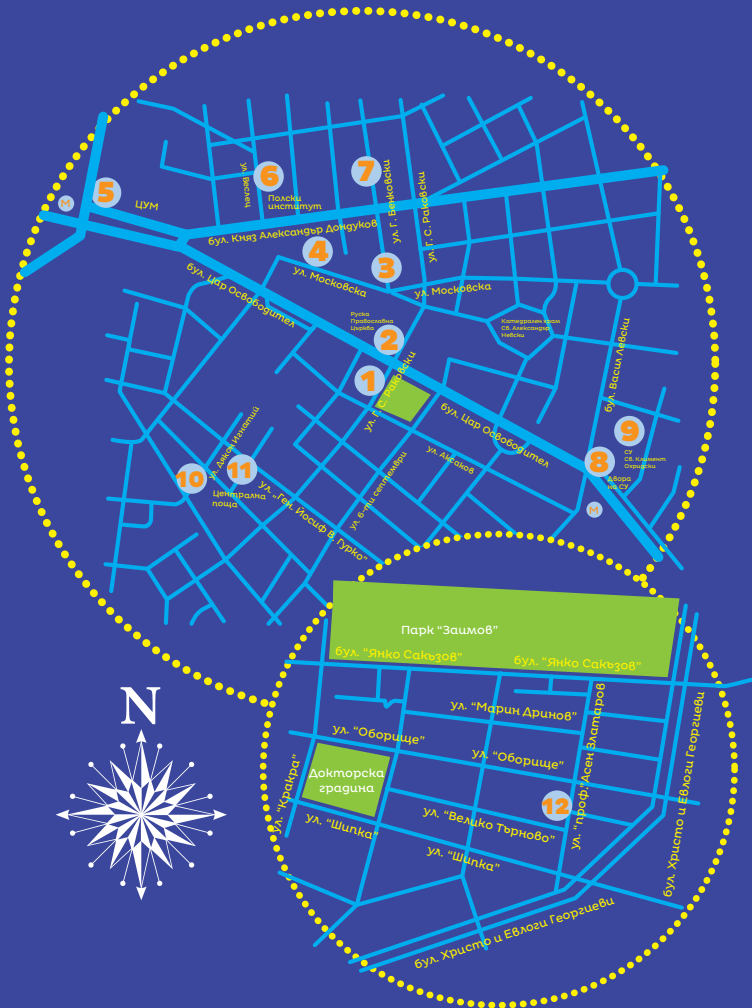 7
6
ул. Г. Бенковски
ул. Г. С. Раковски
ул. Веслец
5
М
ЦУМ
Полски
институт
бул. Княз Александър Дондуков
4
3
ул. Московска
ул. Московска
бул. Цар Освободител
Руска
Православна
Църква
2
Катедрален храм
Св. Александър
Невски
1
ул. Г. С. Раковски
бул. Васил Левски
бул. Цар Освободител
9
СУ
Св. Климент
Охридски
8
Двора
на СУ
М
ул. Аксаков
ул. 6-ти септември
ул. Дякон Игнатий
10
11
Централна
поща
ул. „Ген. Йосиф В. Гурко“
Парк “Заимов”
бул. “Янко Сакъзов”
бул. “Янко Сакъзов”
ул. “Марин Дринов”
ул. “Оборище”
ул. “Оборище”
ул. “проф.”Асен Златаров
бул. Христо и Евлоги Георгиеви
Докторска
градина
ул. “Кракра”
12
ул. “Шипка”
ул. “Велико Търново”
ул. “Шипка”
бул. Христо и Евлоги Георгиеви
N